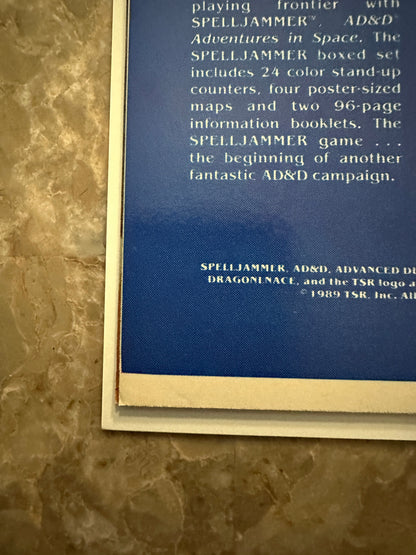 playing frontier with
SPELLJAMMER™, AD&D®
Adventures in Space. The
SPELLJAMMER boxed set
includes 24 color stand-up
counters, four poster-sized
maps and two 96-page
information booklets. The
SPELLJAMMER game ...
the beginning of another
fantastic AD&D campaign.
SPELLJAMMER, AD&D, ADVANCED DU
DRAGONLNACE, and the TSR logo a
©1989 TSR, Inc. All